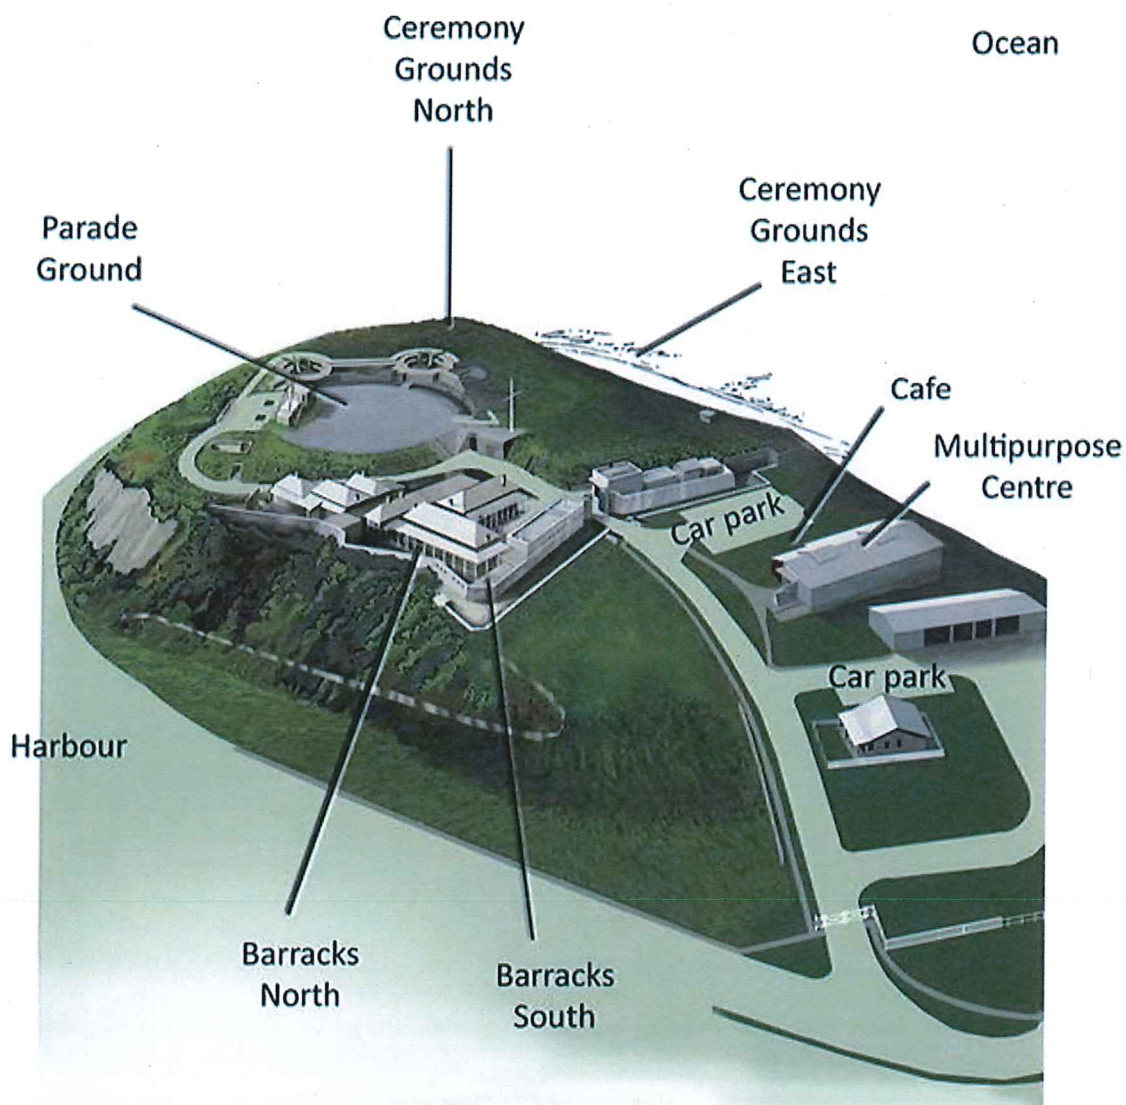 Ceremony
Grounds
North
Ocean
Ceremony
Grounds
East
Parade
Ground
Cafe
Multipurpose
Centre
Car park
Car park
Harbour
Barracks
North
Barracks
South